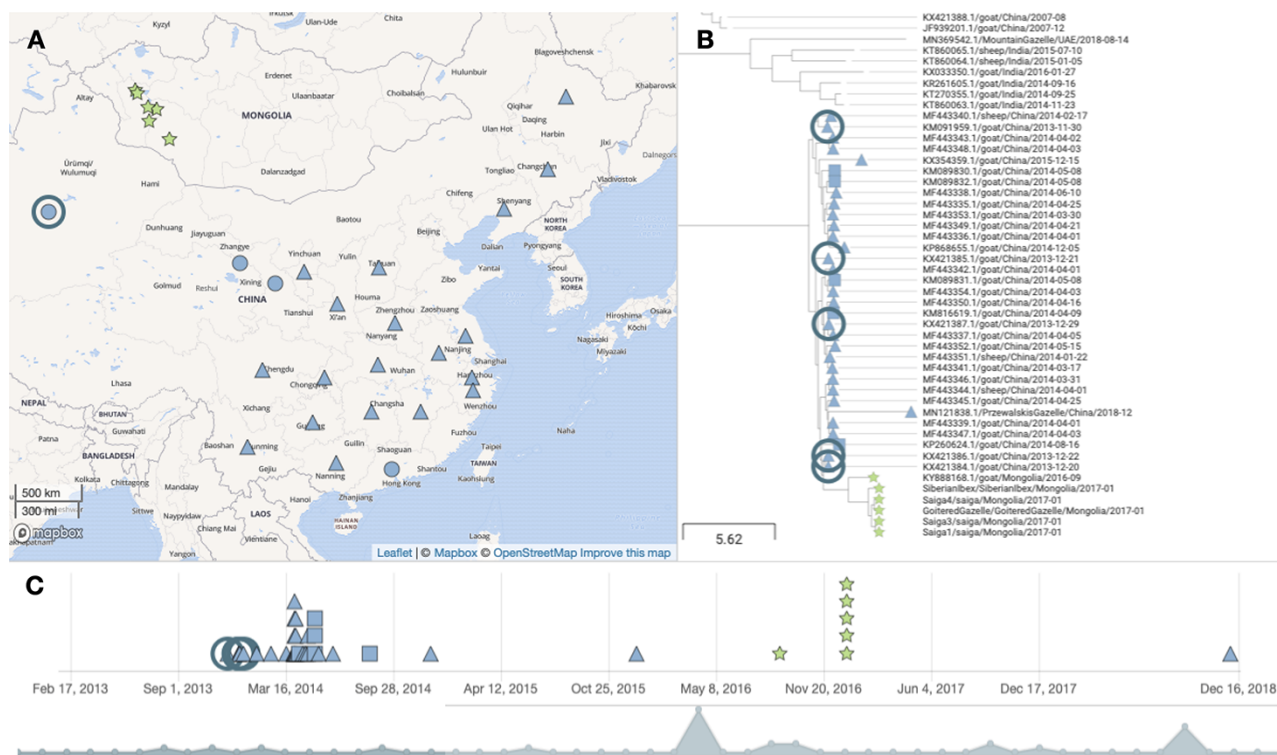 A
Kyzyl
Irkutsk
Ulan-Ude
Chita
Blagoveshchensk
Hulunbuir
Khabarovsk
Altay
Erdenet
Ulaanbaatar
Choibalsan
Qiqihar
Daqing
MONGOLIA
Ulan Hot
Harbin
Jixi
Dalnegors
Ürümqi/
Wulumuqi
Hami
Dalanzadgad
Tongliao
Vladivostok
Chifeng
Shenyang
Dunhuang
Jiayuguan
Baotou
Beijing
NORTH
KOREA
Zhangye
Yinchuan
Yulin
Dalian
Pyongyang
Golmud
Reshui
Xining
Yantai
Seoul
CHINA
Zibo
SOUTH
KOREA
Tianshui
Houma
Xi'an
Zhengzhou
Zaozhuang
Hiroshima
Osaka
Kōchi
Nanyang
Nagasaki
Miyazaki
Nanjing
Chengdu
Wuhan
Shanghai
Lhasa
Xichang
Changsha
Wenzhou
NEPAL
BHUTAN
Guwahati
Patna
Baoshan
Guilin
Fuzhou
Naha
BANGLADESH
Gejiu
Shaoguan
Taipei
TAIWAN
Kolkata
Chittagong
Mandalay
Nanning
Shantou
Kaohsiung
Hong Kong
Hanoi
Zhanjiang
500 km
300 mi
Sittwe
Naypyidaw
LAOS
HAINAN
ISLAND
mapbox
Chiang Mai
Vientiane
Laoag
Yangon
Leaflet | © Mapbox © OpenStreetMap Improve this map
B
KX421388.1/goat/China/2007-08
JF939201.1/goat/China/2007-12
MN369542.1/MountainGazelle/UAE/2018-08-14
KT860065.1/sheep/India/2015-07-10
KT860064.1/sheep/India/2015-01-05
KX033350.1/goat/India/2016-01-27
KR261605.1/goat/India/2014-09-16
KT270355.1/goat/India/2014-09-25
KT860063.1/goat/India/2014-11-23
MF443340.1/sheep/China/2014-02-17
KM091959.1/goat/China/2013-11-30
MF443343.1/goat/China/2014-04-02
MF443348.1/goat/China/2014-04-03
KX354359.1/goat/China/2015-12-15
KM089830.1/goat/China/2014-05-08
KM089832.1/goat/China/2014-05-08
MF443338.1/goat/China/2014-06-10
MF443335.1/goat/China/2014-04-25
MF443353.1/goat/China/2014-03-30
MF443349.1/goat/China/2014-04-21
MF443336.1/goat/China/2014-04-01
KP868655.1/goat/China/2014-12-05
KX421385.1/goat/China/2013-12-21
MF443342.1/goat/China/2014-04-01
KM089831.1/goat/China/2014-05-08
MF443354.1/goat/China/2014-04-03
MF443350.1/goat/China/2014-04-16
KM816619.1/goat/China/2014-04-09
KX421387.1/goat/China/2013-12-29
MF443337.1/goat/China/2014-04-05
MF443352.1/goat/China/2014-05-15
MF443351.1/sheep/China/2014-01-22
MF443341.1/goat/China/2014-03-17
MF443346.1/goat/China/2014-03-31
MF443344.1/sheep/China/2014-04-01
MF443345.1/goat/China/2014-04-25
MN121838.1/PrzewalskisGazelle/China/2018-12
MF443339.1/goat/China/2014-04-01
MF443347.1/goat/China/2014-04-03
KP260624.1/goat/China/2014-08-16
KX421386.1/goat/China/2013-12-22
KX421384.1/goat/China/2013-12-20
KY888168.1/goat/Mongolia/2016-09
SiberianIbex/SiberianIbex/Mongolia/2017-01
Saiga4/saiga/Mongolia/2017-01
GoiteredGazelle/GoiteredGazelle/Mongolia/2017-01
Saiga3/saiga/Mongolia/2017-01
Saiga1/saiga/Mongolia/2017-01
5.62
C
Feb 17, 2013
Sep 1, 2013
Mar 16, 2014
Sep 28, 2014
Apr 12, 2015
Oct 25, 2015
May 8, 2016
Nov 20, 2016
Jun 4, 2017
Dec 17, 2017
Dec 16, 2018